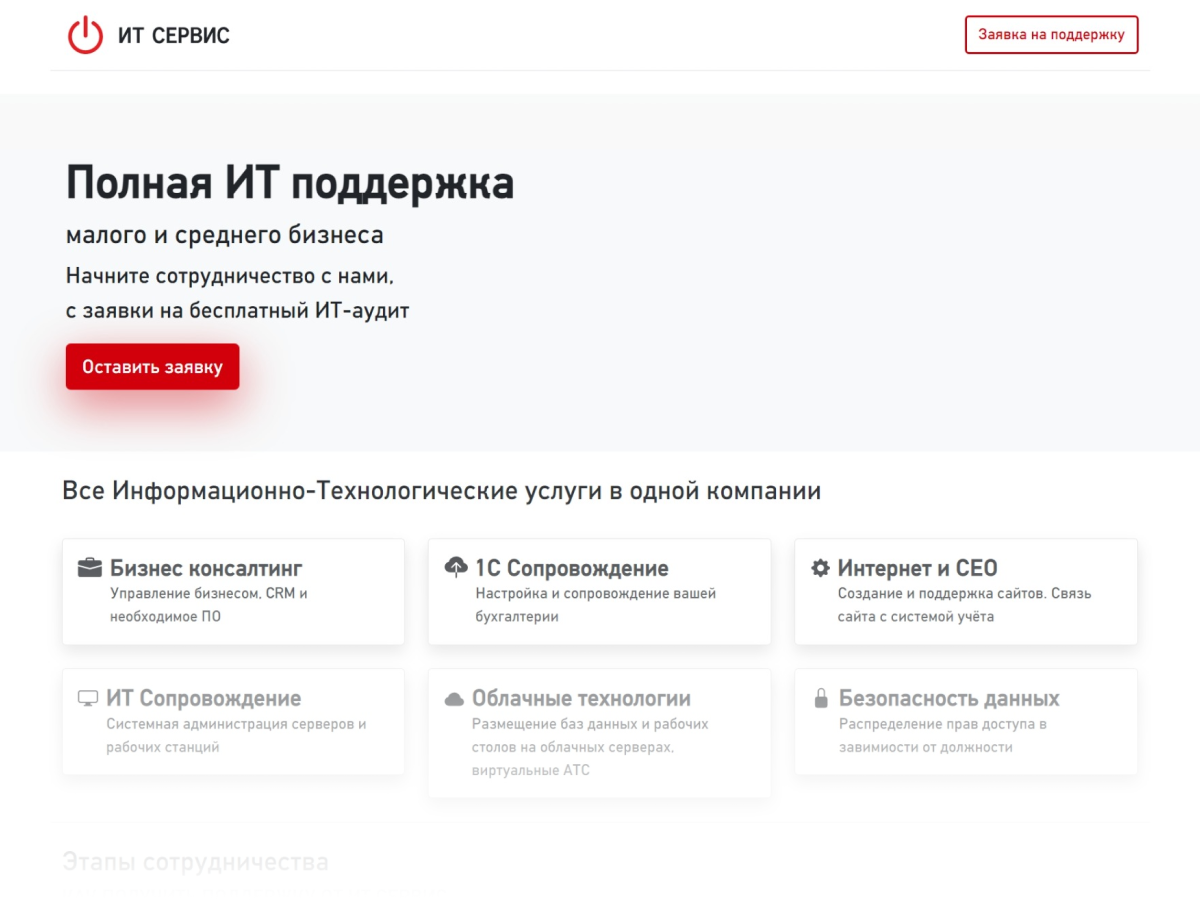 ИТ СЕРВИС
Заявка на поддержку
Полная ИТ поддержка
малого и среднего бизнеса
Начните сотрудничество с нами,
с заявки на бесплатный ИТ-аудит
Оставить заявку
Все Информационно-Технологические услуги в одной компании
Бизнес консалтинг
Управление бизнесом, CRM и
необходимое ПО
1С Сопровождение
Настройка и сопровождение вашей
бухгалтерии
Интернет и СЕО
Создание и поддержка сайтов. Связь
сайта с системой учёта
ИТ Сопровождение
Системная администрация серверов и
рабочих станций
Облачные технологии
Размещение баз данных и рабочих
столов на облачных серверах,
виртуальные АТС
Безопасность данных
Распределение прав доступа в
завимиости от должности
Этапы сотрудничества